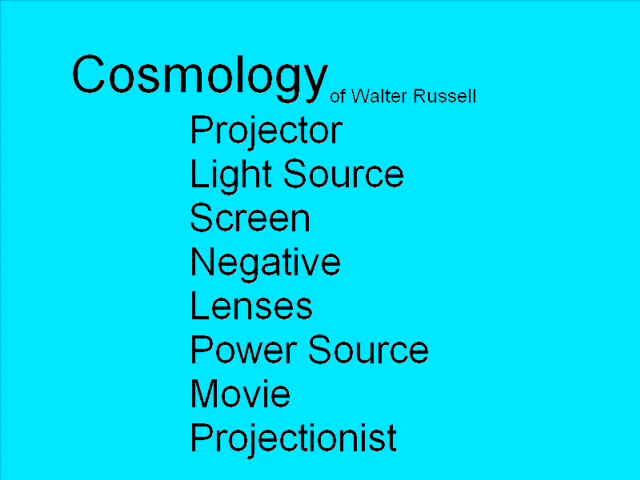 Cosmology of Walter Russell
Projector
Light Source
Screen
Negative
Lenses
Power Source
Movie
Projectionist